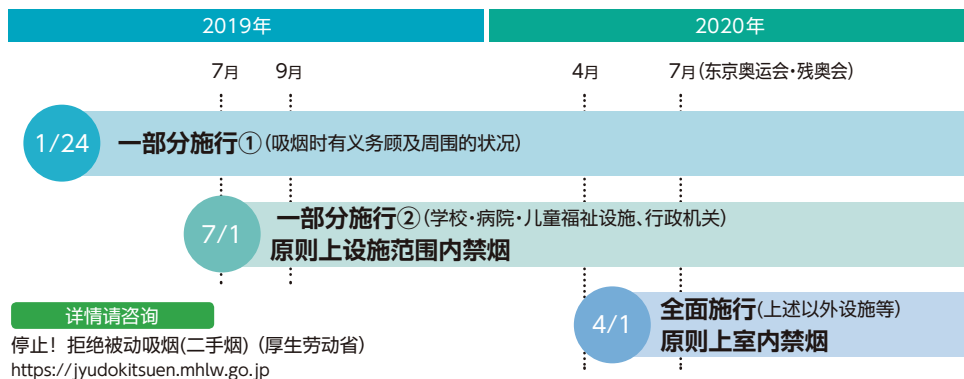 2019年
2020年
7月
9月
4月
7月(东京奥运会・残奥会)
1/24
一部分施行①(吸烟时有义务顾及周围的状况)
7/1
一部分施行②(学校・病院・儿童福祉设施、行政机关)
原则上设施范围内禁烟
4/1
全面施行(上述以外设施等)
原则上室内禁烟
详情请咨询
停止！拒绝被动吸烟(二手烟) (厚生劳动省)
https://jyudokitsuen.mhlw.go.jp